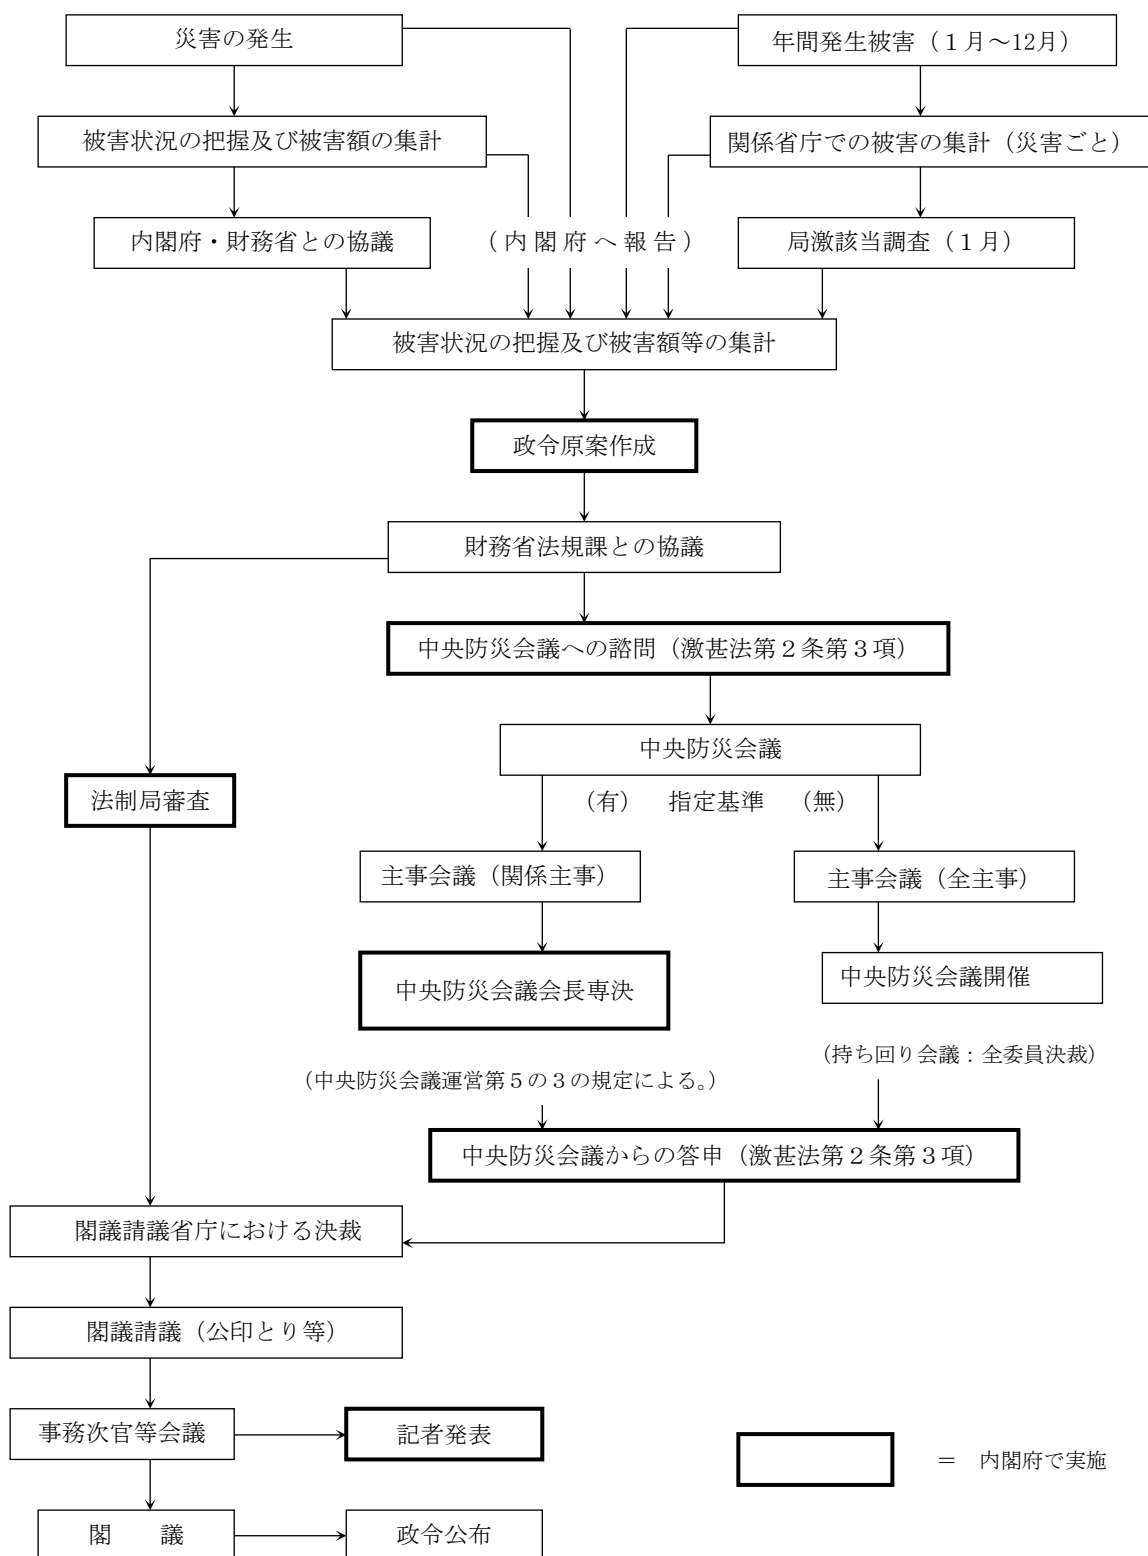 災害の発生
年間発生被害（１月～12月）
被害状況の把握及び被害額の集計
関係省庁での被害の集計（災害ごと）
内閣府・財務省との協議
（内閣府へ報告）
局激該当調査（１月）
被害状況の把握及び被害額等の集計
政令原案作成
財務省法規課との協議
中央防災会議への諮問（激甚法第２条第３項）
中央防災会議
（有）　指定基準　（無）
法制局審査
主事会議（関係主事）
主事会議（全主事）
中央防災会議会長専決
中央防災会議開催
（持ち回り会議：全委員決裁）
（中央防災会議運営第５の３の規定による。）
中央防災会議からの答申（激甚法第２条第３項）
閣議請議省庁における決裁
閣議請議（公印とり等）
事務次官等会議
記者発表
＝　内閣府で実施
閣　　議
政令公布